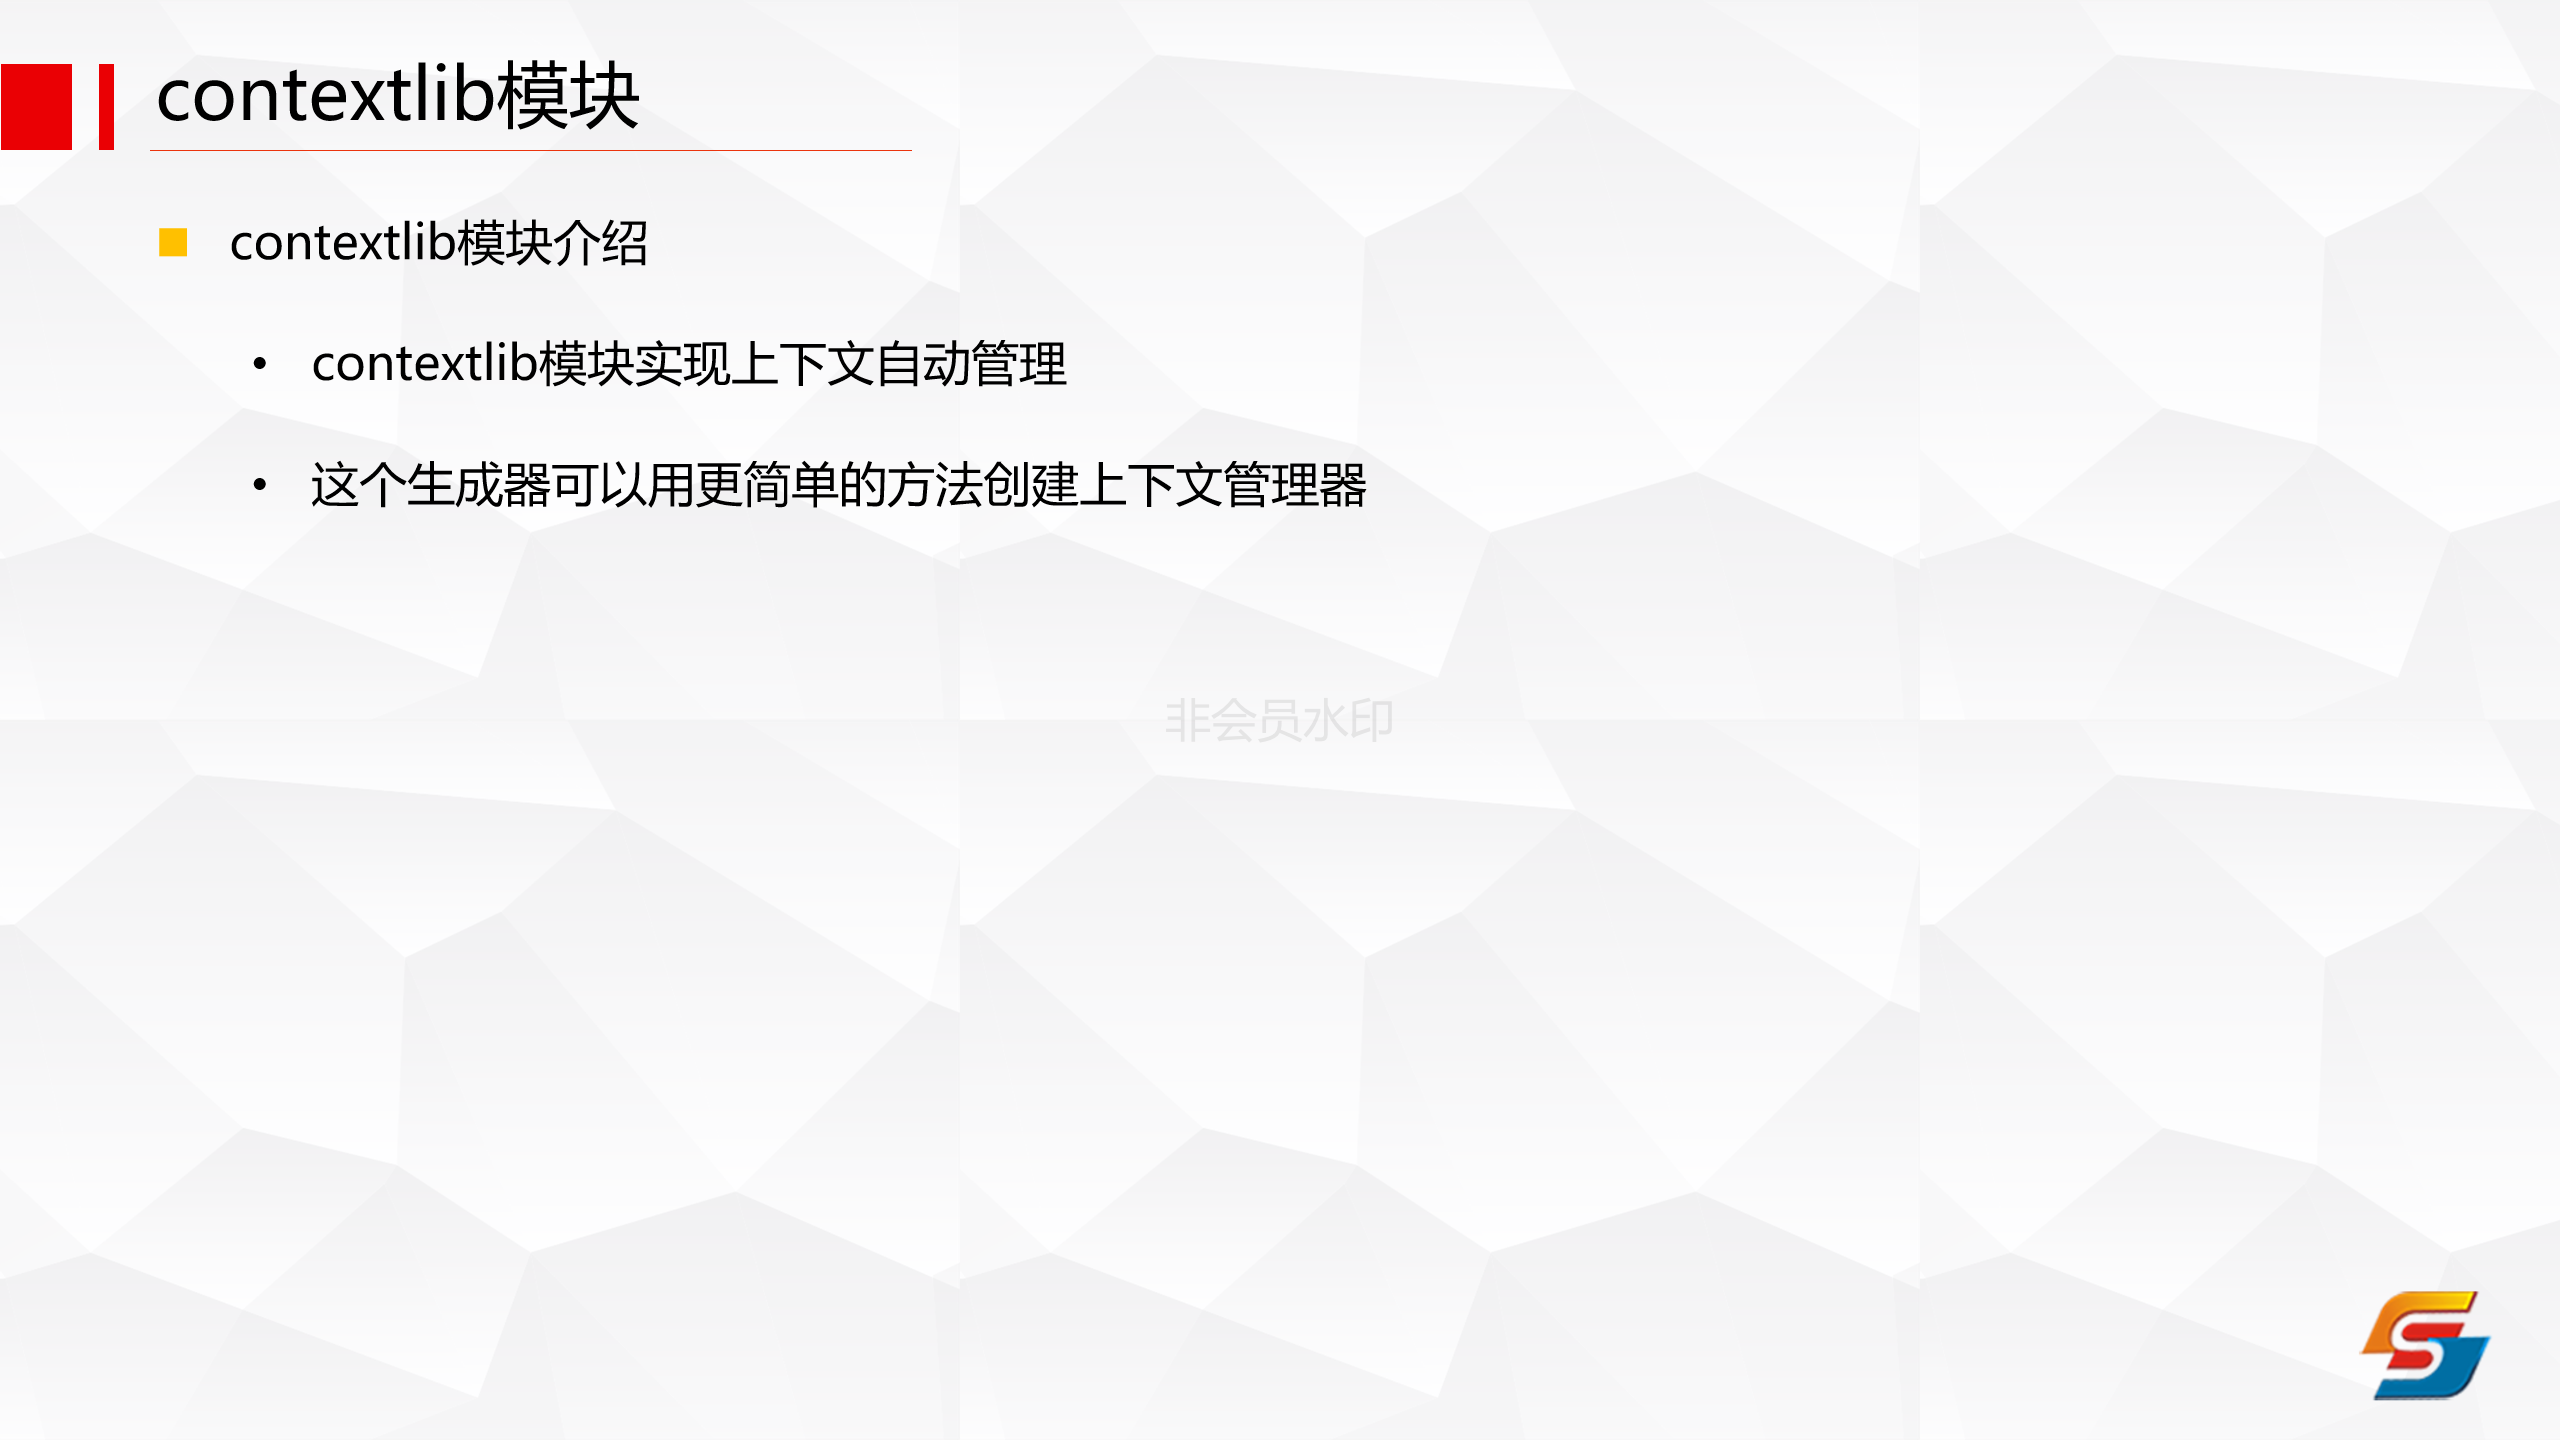 contextlib模块
contextlib模块介绍
• contextlib模块实现上下文自动管理
• 这个生成器可以用更简单的方法创建上下文管理器
非会员水印